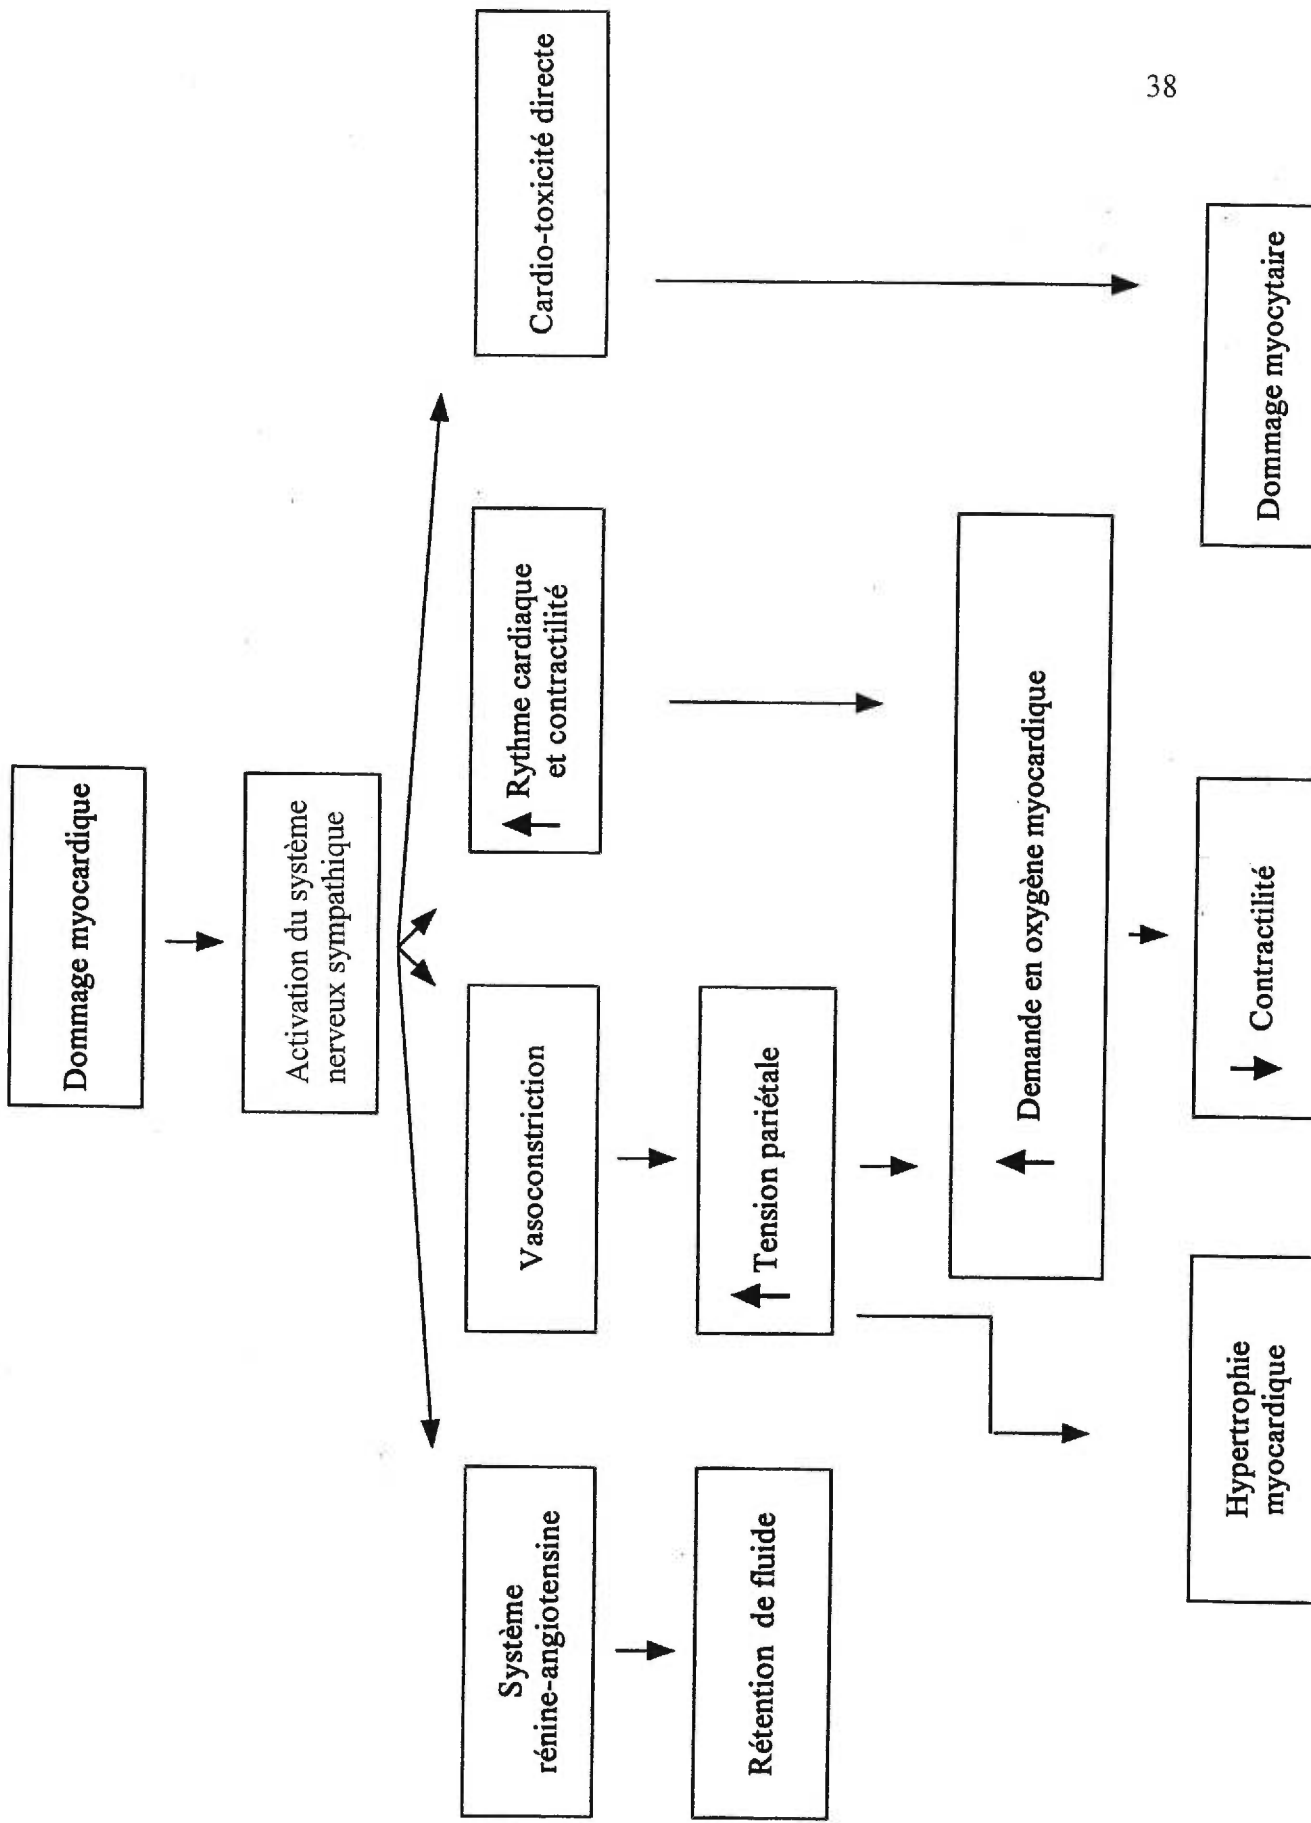 38
Dommage myocardique
Activation du système
nerveux sympathique
Système
rénine-angiotensine
Vasoconstriction
Rythme cardiaque
et contractilité
Cardio-toxicité directe
Rétention de fluide
Tension pariétale
Demande en oxygène myocardique
Hypertrophie
myocardique
Contractilité
Dommage myocytaire